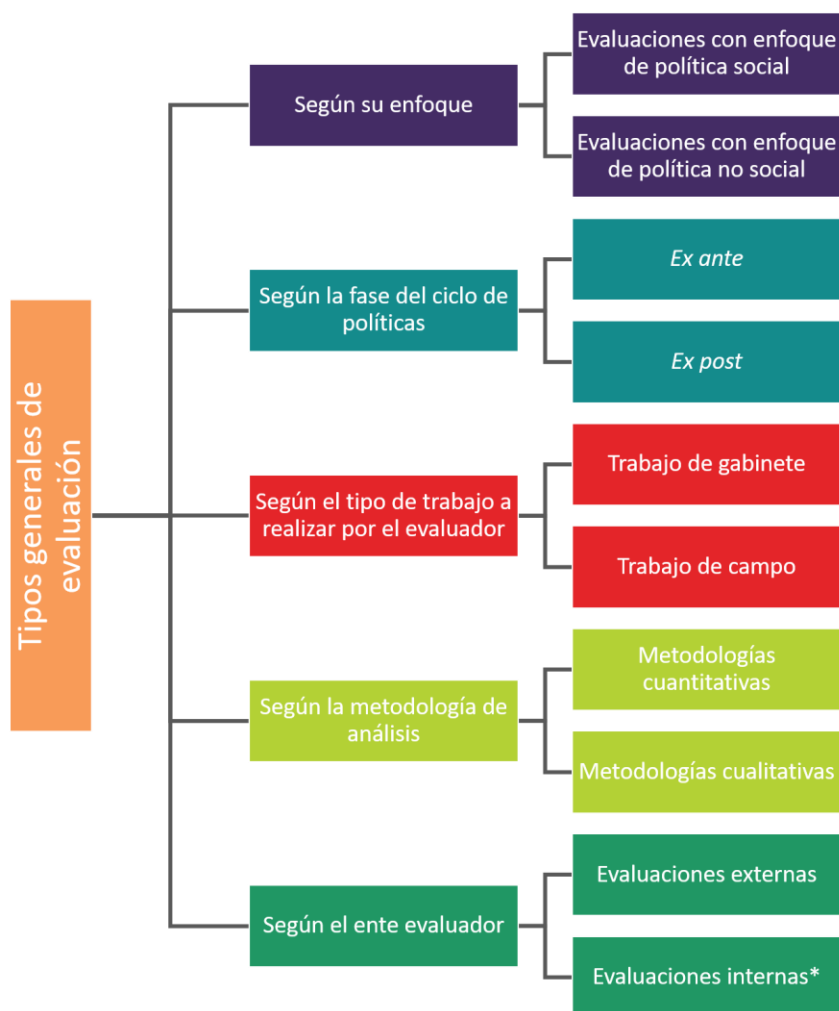 Tipos generales de
evaluación
Según su enfoque
Evaluaciones con enfoque
de política social
Evaluaciones con enfoque
de política no social
Según la fase del ciclo de
políticas
Ex ante
Ex post
Según el tipo de trabajo a
realizar por el evaluador
Trabajo de gabinete
Trabajo de campo
Según la metodología de
análisis
Metodologías
cuantitativas
Metodologías cualitativas
Según el ente evaluador
Evaluaciones externas
Evaluaciones internas*